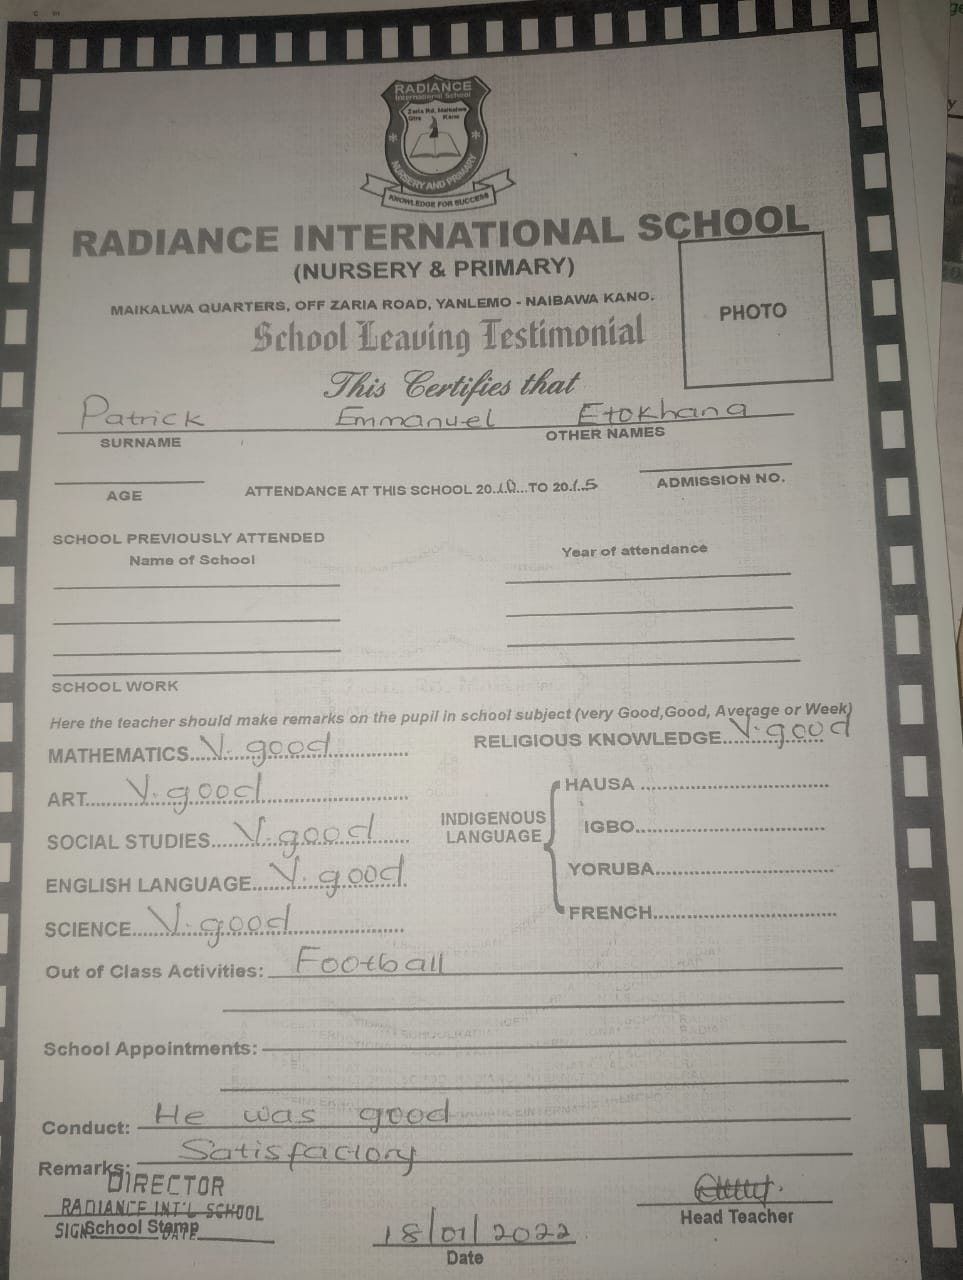 RADIANCE
International School
Zaria Rd, Maikalwa
Qtrs Kano
NURSERY AND PRIMARY
KNOWLEDGE FOR SUCCESS
RADIANCE INTERNATIONAL SCHOOL
(NURSERY & PRIMARY)
MAIKALWA QUARTERS, OFF ZARIA ROAD, YANLEMO - NAIBAWA KANO.
PHOTO
School Leaving Testimonial
This Certifies that
Patrick Emmanuel Etokhana
SURNAME OTHER NAMES
AGE ATTENDANCE AT THIS SCHOOL 20.10...TO 20.15 ADMISSION NO.
SCHOOL PREVIOUSLY ATTENDED
Name of School Year of attendance
SCHOOL WORK
Here the teacher should make remarks on the pupil in school subject (very Good,Good, Average or Week)
MATHEMATICS...V. good RELIGIOUS KNOWLEDGE...V. good
ART...V. good HAUSA
SOCIAL STUDIES...V. good INDIGENOUS LANGUAGE IGBO
ENGLISH LANGUAGE...V. good YORUBA
SCIENCE...V. good FRENCH
Out of Class Activities: Football
School Appointments:
Conduct: He was good
Remarks: Satisfactory
DIRECTOR
RADIANCE INT'L SCHOOL
SIGN DATE
School Stamp
18/01/2022
Date
Head Teacher